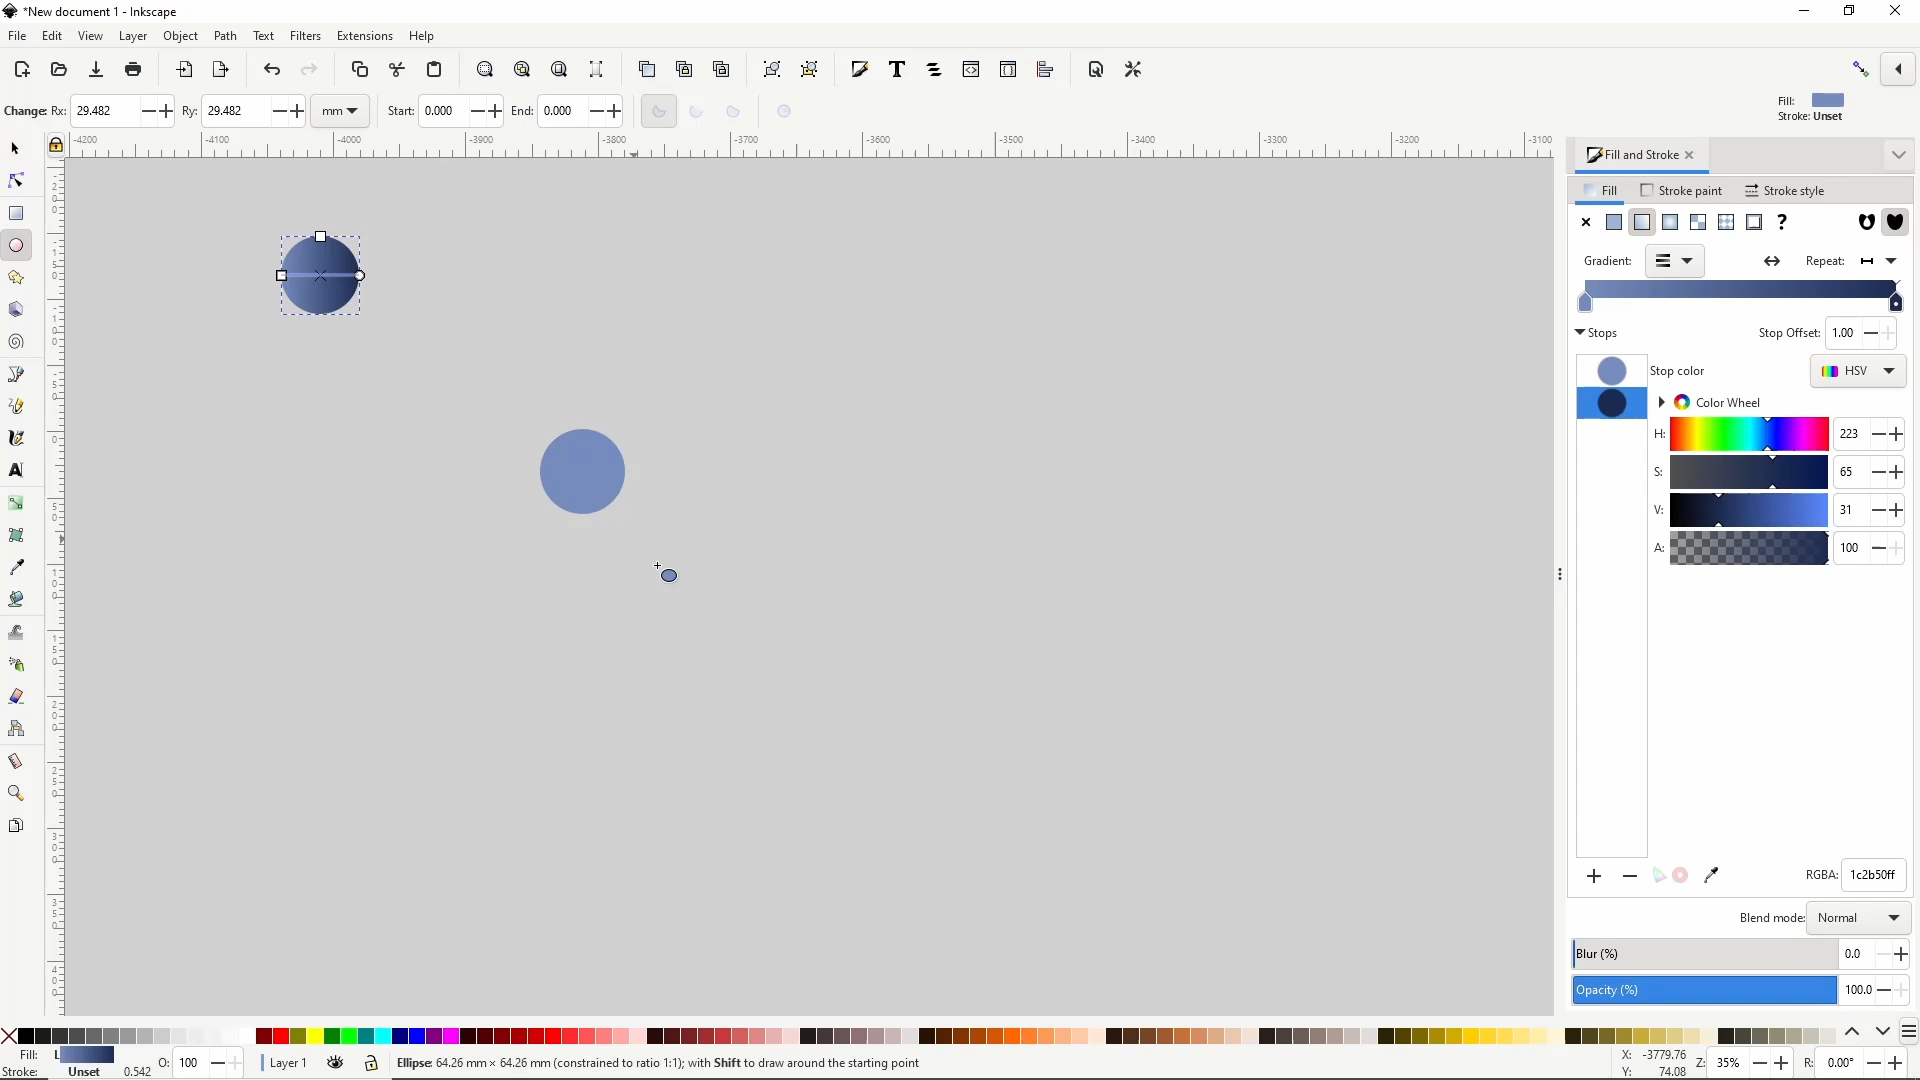 *New document 1 - Inkscape
File Edit View Layer Object Path Text Filters Extensions Help
Change: Rx: 29.482 Ry: 29.482 mm Start: 0.000 End: 0.000
Fill:
Stroke: Unset
-4200 -4100 -4000 -3900 -3800 -3700 -3600 -3500 -3400 -3300 -3200 -3100
Fill and Stroke
Fill Stroke paint Stroke style
Gradient: Repeat:
Stops Stop Offset: 1.00
Stop color HSV
Color Wheel
H: 223
S: 65
V: 31
A: 100
RGBA: 1c2b50ff
Blend mode: Normal
Blur (%) 0.0
Opacity (%) 100.0
Fill: L O: 100 Layer 1 Ellipse: 64.26 mm × 64.26 mm (constrained to ratio 1:1); with Shift to draw around the starting point X: -3779.76 Z: 35% R: 0.00°
Stroke: Unset 0.542 Y: 74.08